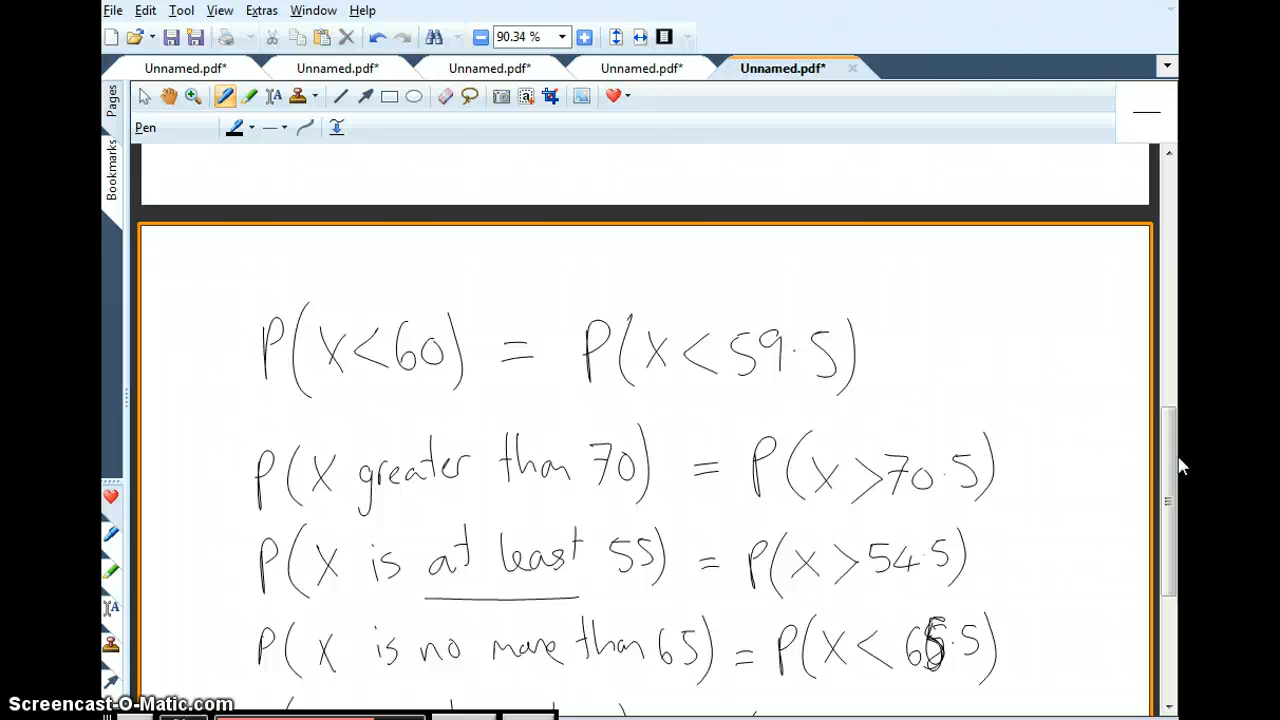 File Edit Tool View Extras Window Help
90.34 %
Unnamed.pdf* Unnamed.pdf* Unnamed.pdf* Unnamed.pdf* Unnamed.pdf*
Pages
Bookmarks
Pen
P(X<60) = P(X<59.5)
P(X greater than 70) = P(X>70.5)
P(X is at least 55) = P(X>54.5)
P(X is no more than 65) = P(X<65.5)
Screencast-O-Matic.com